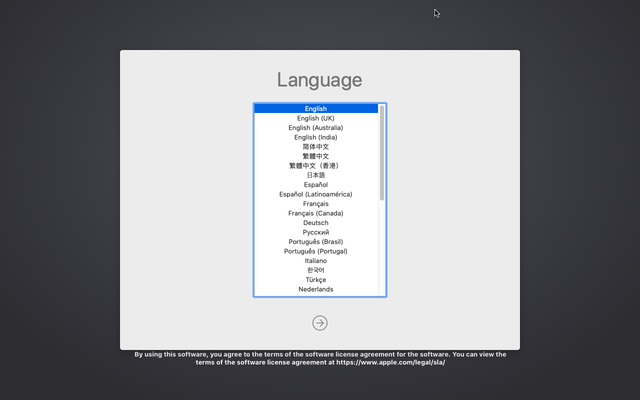 Language
English
English (UK)
English (Australia)
English (India)
简体中文
繁體中文
繁體中文（香港）
日本語
Español
Español (Latinoamérica)
Français
Français (Canada)
Deutsch
Русский
Português (Brasil)
Português (Portugal)
Italiano
한국어
Türkçe
Nederlands
By using this software, you agree to the terms of the software license agreement for the software. You can view the
terms of the software license agreement at https://www.apple.com/legal/sla/